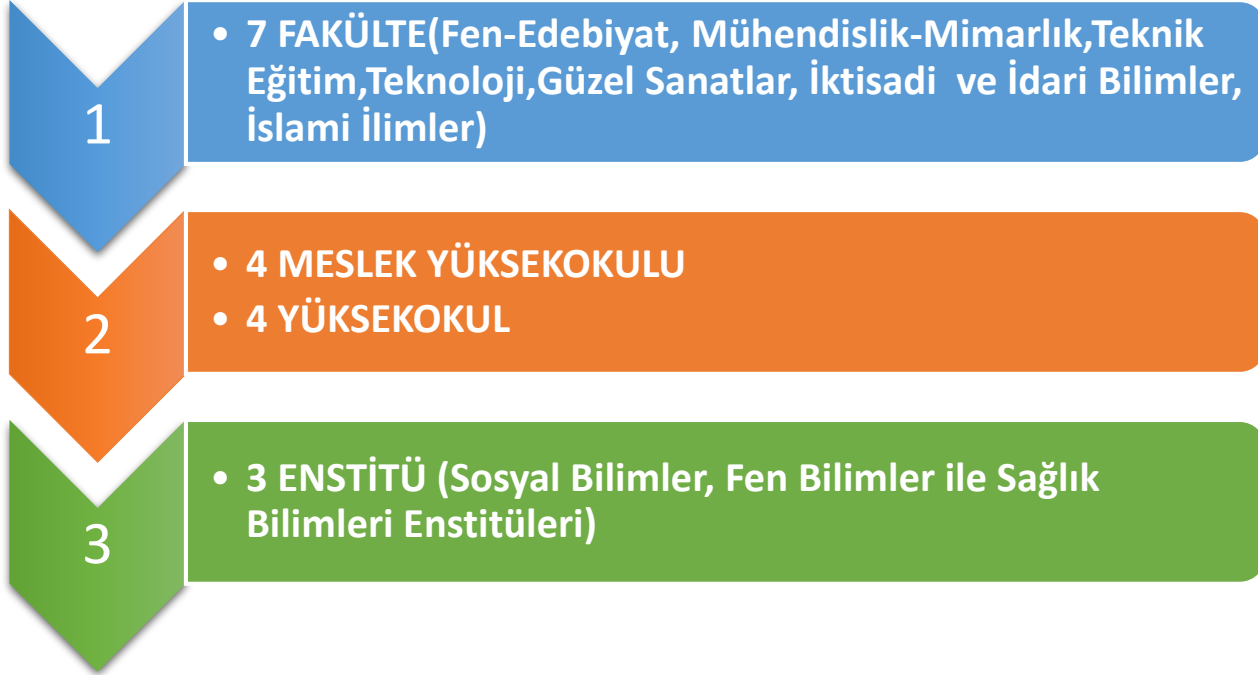 1
• 7 FAKÜLTE(Fen-Edebiyat, Mühendislik-Mimarlık,Teknik
Eğitim,Teknoloji,Güzel Sanatlar, İktisadi ve İdari Bilimler,
İslami İlimler)
2
• 4 MESLEK YÜKSEKOKULU
• 4 YÜKSEKOKUL
3
• 3 ENSTİTÜ (Sosyal Bilimler, Fen Bilimler ile Sağlık
Bilimleri Enstitüleri)